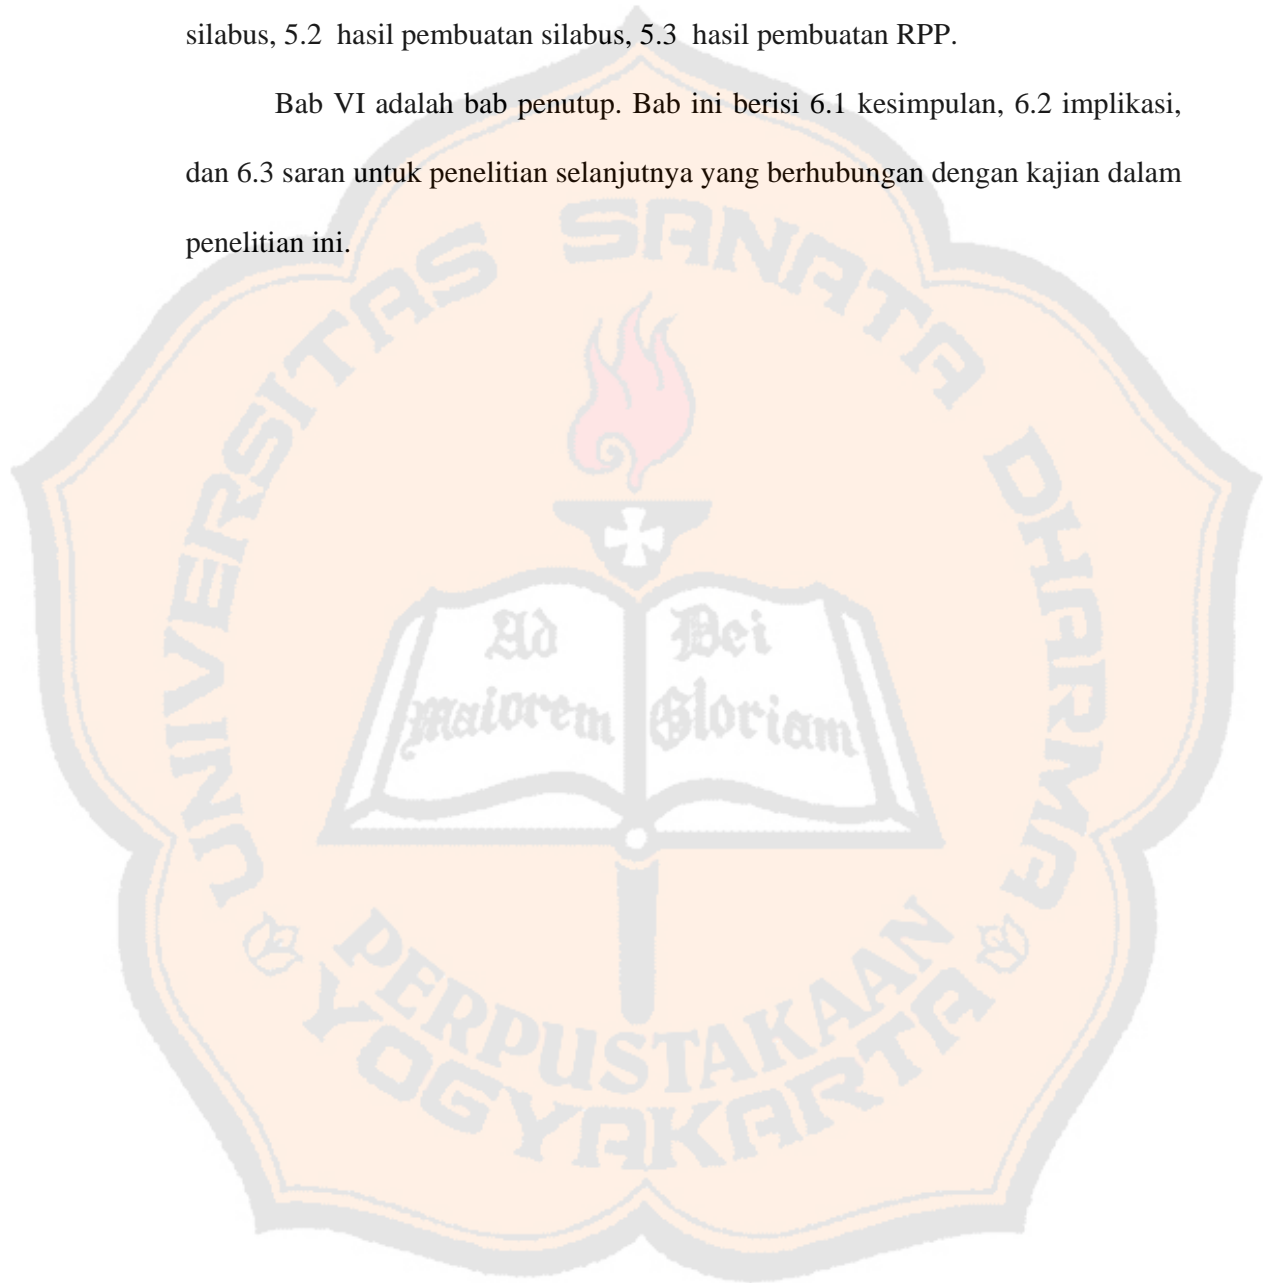 silabus, 5.2 hasil pembuatan silabus, 5.3 hasil pembuatan RPP.
Bab VI adalah bab penutup. Bab ini berisi 6.1 kesimpulan, 6.2 implikasi,
dan 6.3 saran untuk penelitian selanjutnya yang berhubungan dengan kajian dalam
penelitian ini.
UNIVERSITAS SANATA DHARMA
Ad
maiorem
Dei
Gloriam
PERPUSTAKAAN
YOGYAKARTA